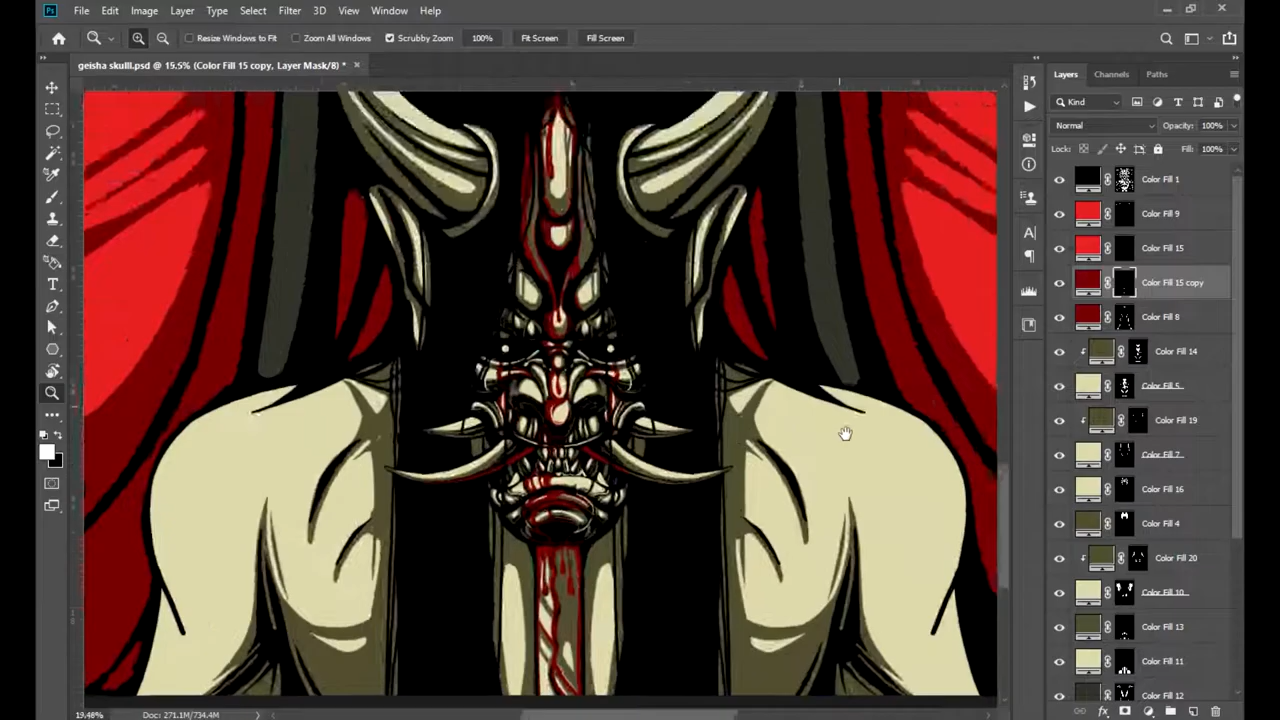 Ps File Edit Image Layer Type Select Filter 3D View Window Help
Resize Windows to Fit Zoom All Windows Scrubby Zoom 100% Fit Screen Fill Screen
geisha skulll.psd @ 15.5% (Color Fill 15 copy, Layer Mask/8) *
Layers Channels Paths
Kind
Normal Opacity: 100%
Lock: Fill: 100%
Color Fill 1
Color Fill 9
Color Fill 15
Color Fill 15 copy
Color Fill 8
Color Fill 14
Color Fill 5
Color Fill 19
Color Fill 7
Color Fill 16
Color Fill 4
Color Fill 20
Color Fill 10
Color Fill 13
Color Fill 11
Color Fill 12
19.48% Doc: 271.1M/734.4M